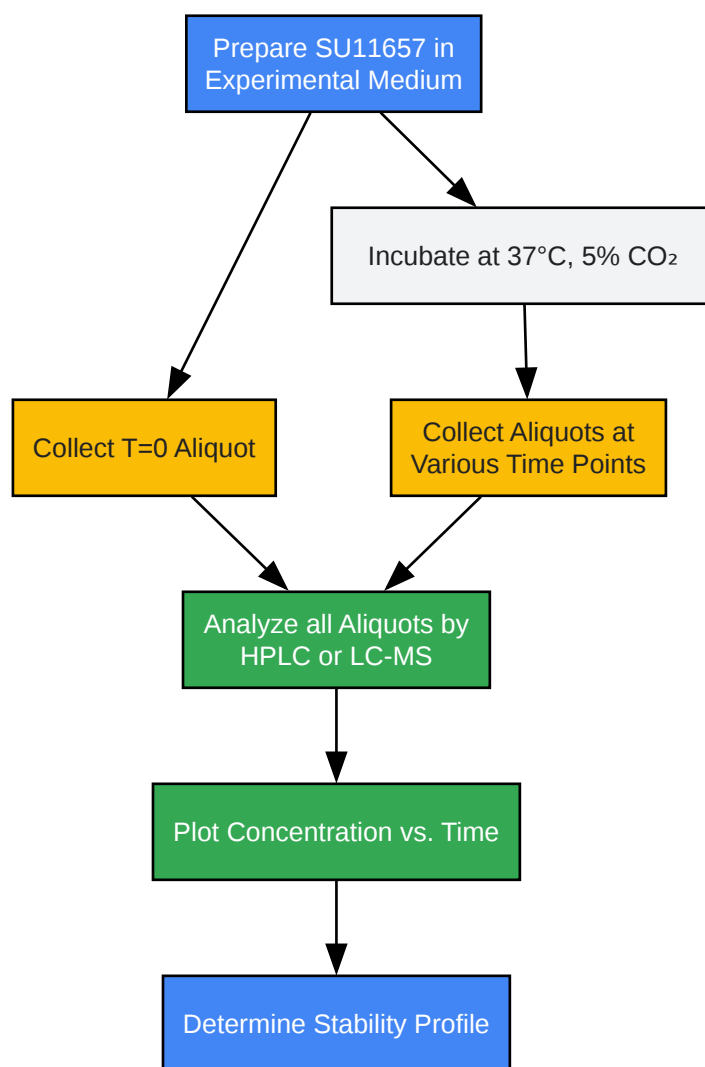 Prepare SU11657 in
Experimental Medium
Incubate at 37°C, 5% CO₂
Collect T=0 Aliquot
Collect Aliquots at
Various Time Points
Analyze all Aliquots by
HPLC or LC-MS
Plot Concentration vs. Time
Determine Stability Profile